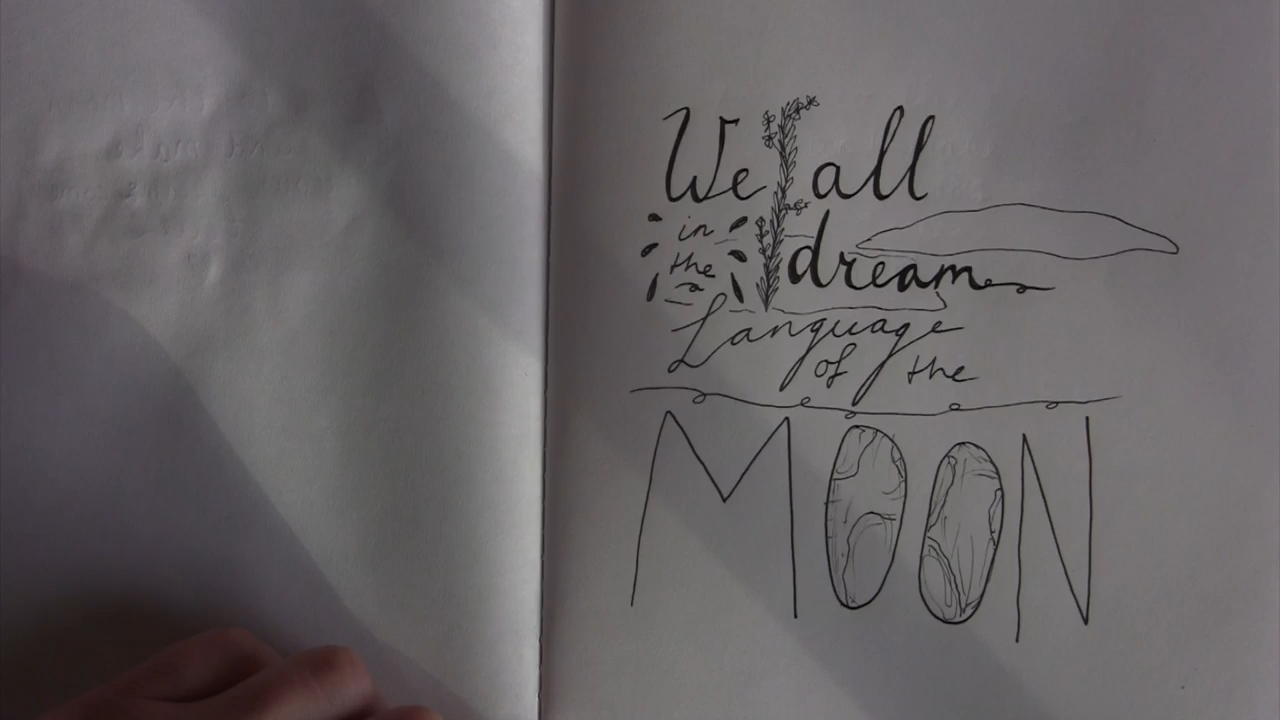 We all
in
the dream
Language
of the
MOON